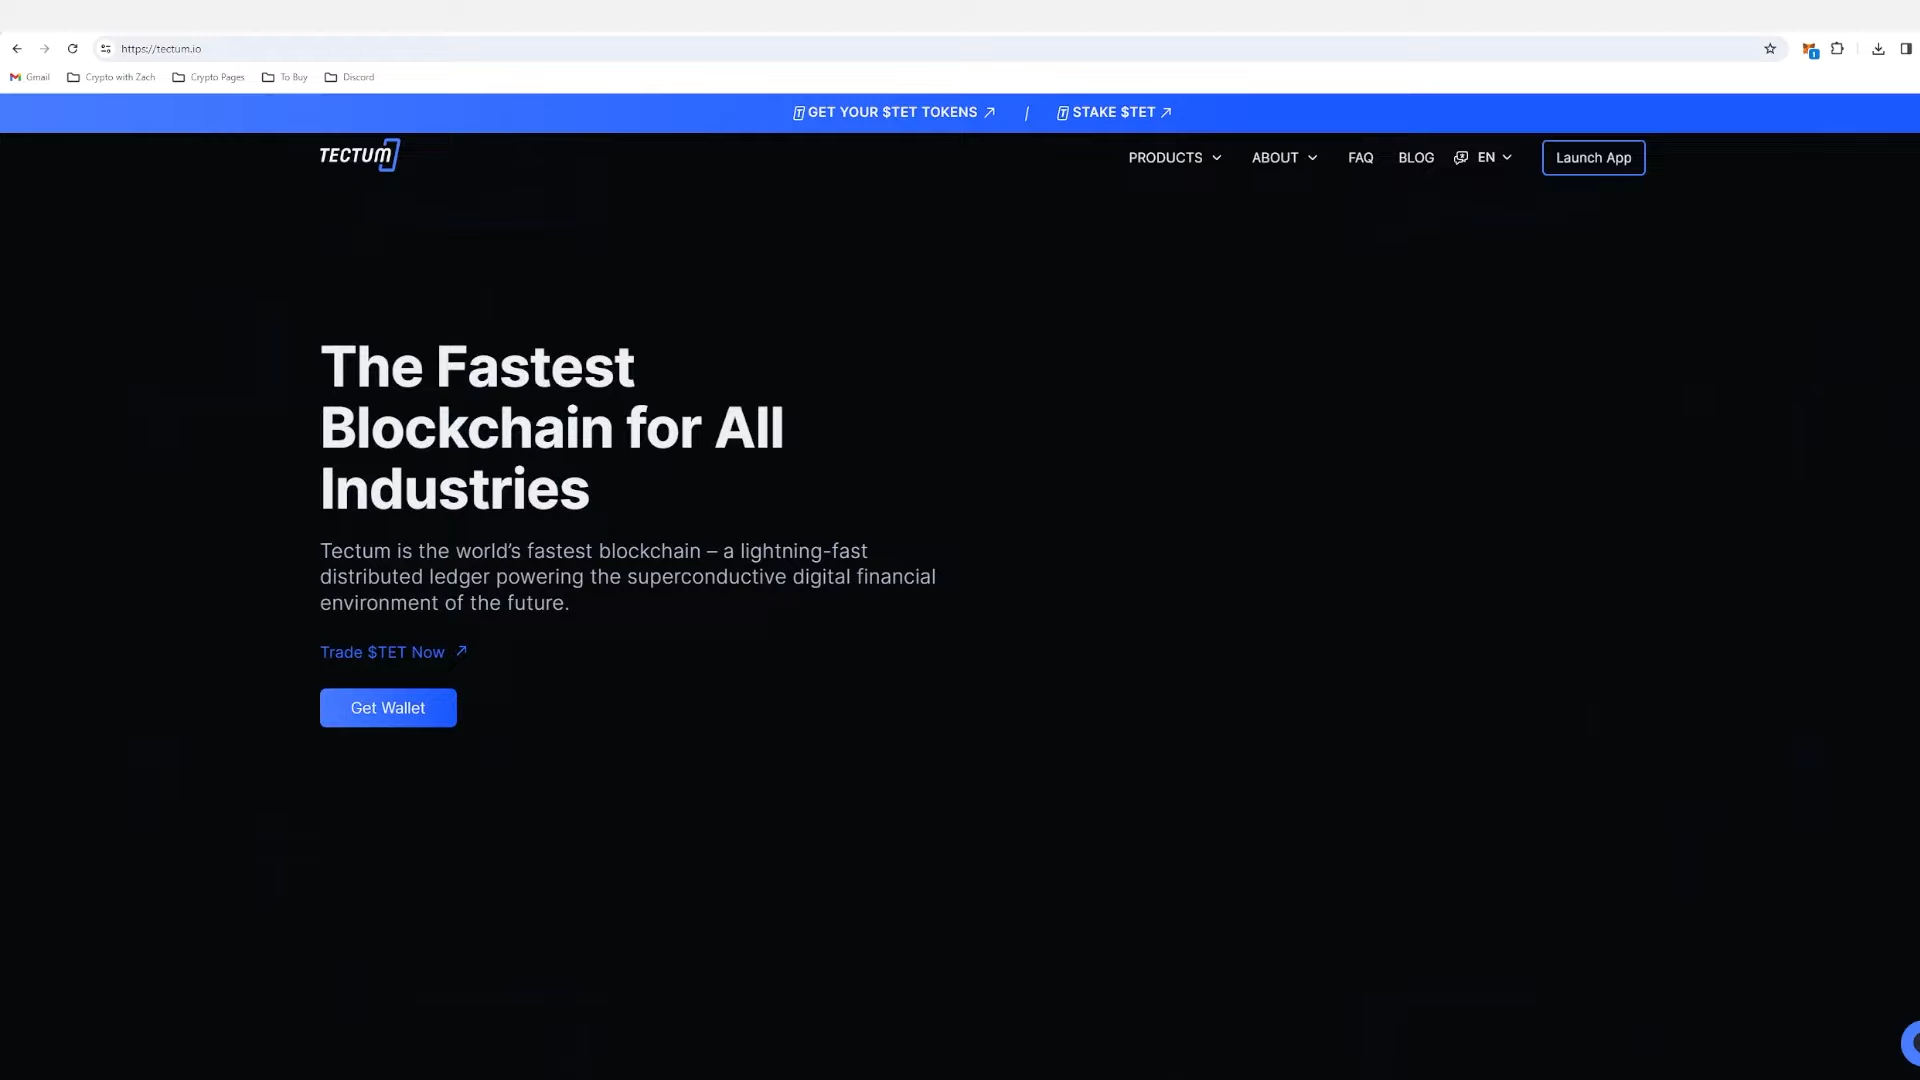 https://tectum.io
Gmail Crypto with Zach Crypto Pages To Buy Discord
GET YOUR $TET TOKENS / STAKE $TET
TECTUM PRODUCTS ABOUT FAQ BLOG EN Launch App
The Fastest
Blockchain for All
Industries
Tectum is the world’s fastest blockchain – a lightning-fast
distributed ledger powering the superconductive digital financial
environment of the future.
Trade $TET Now
Get Wallet